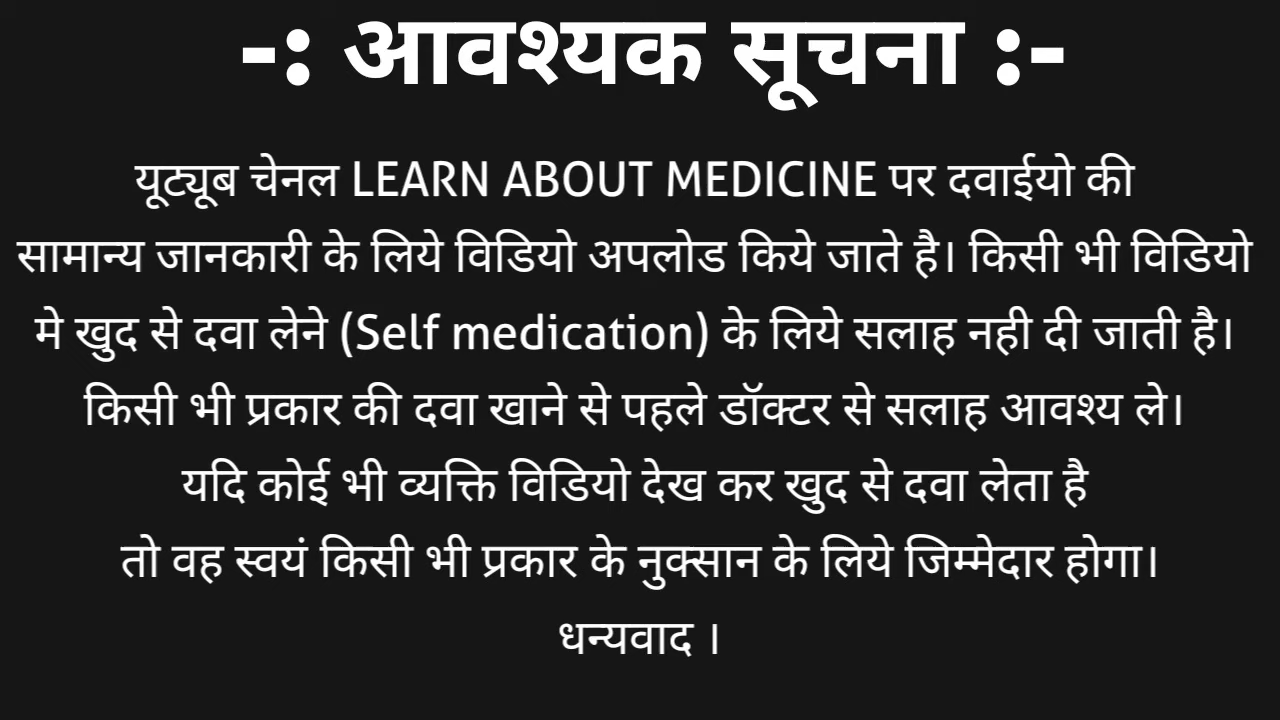 -: आवश्यक सूचना :-
यूट्यूब चेनल LEARN ABOUT MEDICINE पर दवाईयो की
सामान्य जानकारी के लिये विडियो अपलोड किये जाते है। किसी भी विडियो
मे खुद से दवा लेने (Self medication) के लिये सलाह नही दी जाती है।
किसी भी प्रकार की दवा खाने से पहले डॉक्टर से सलाह आवश्य ले।
यदि कोई भी व्यक्ति विडियो देख कर खुद से दवा लेता है
तो वह स्वयं किसी भी प्रकार के नुक्सान के लिये जिम्मेदार होगा।
धन्यवाद ।